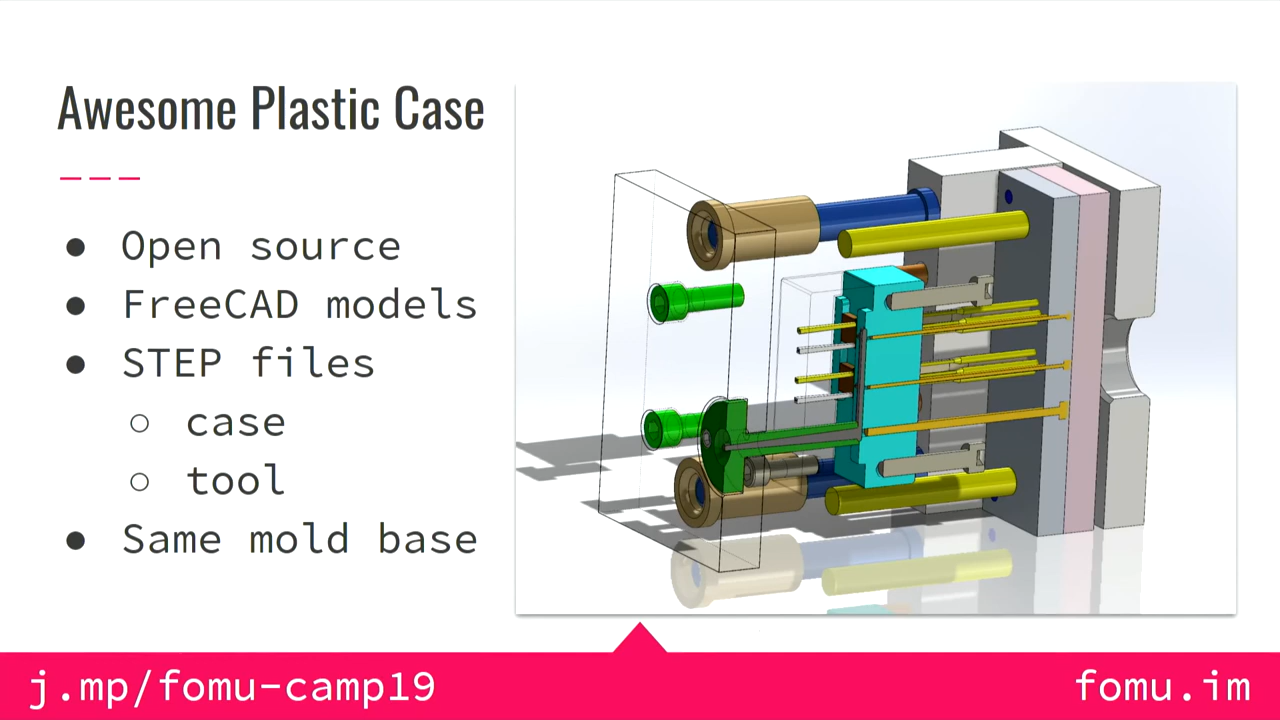 Awesome Plastic Case
● Open source
● FreeCAD models
● STEP files
○ case
○ tool
● Same mold base
j.mp/fomu-camp19
fomu.im